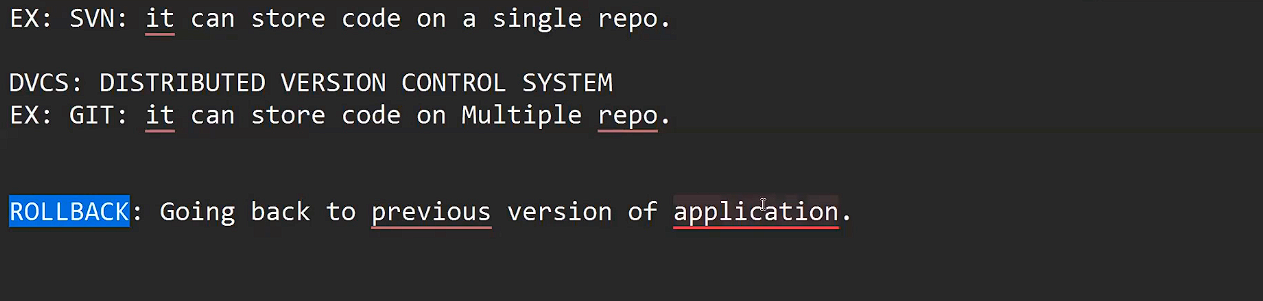 EX: SVN: it can store code on a single repo.
DVCS: DISTRIBUTED VERSION CONTROL SYSTEM
EX: GIT: it can store code on Multiple repo.
ROLLBACK: Going back to previous version of application.